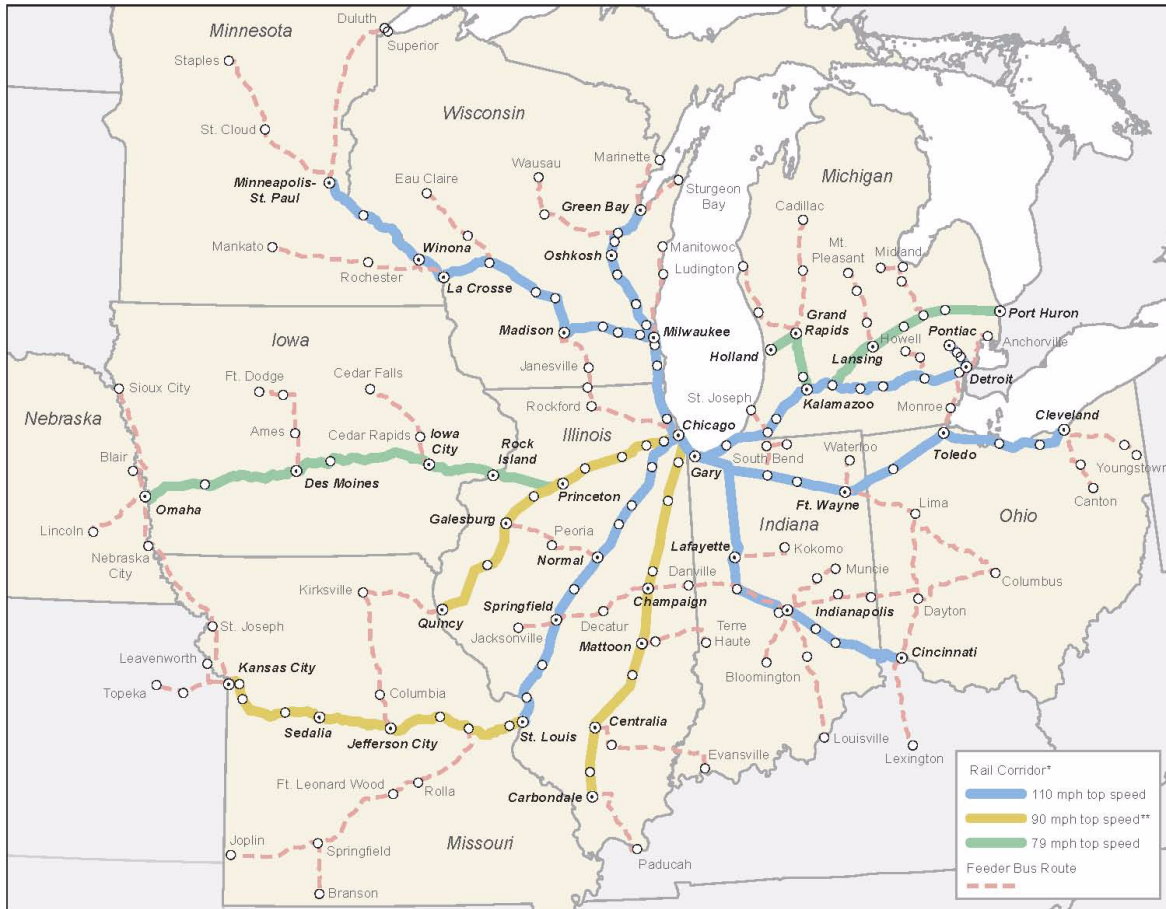 Minnesota
Duluth
Superior
Staples
St. Cloud
Wisconsin
Marinette
Wausau
Michigan
Minneapolis-
St. Paul
Eau Claire
Sturgeon
Bay
Green Bay
Cadillac
Mankato
Winona
Oshkosh
Manitowoc
Mt.
Pleasant
Midland
Rochester
Ludington
La Crosse
Grand
Rapids
Port Huron
Iowa
Madison
Milwaukee
Holland
Lansing
Howell
Pontiac
Anchorville
Janesville
Detroit
Sioux City
Ft. Dodge
Cedar Falls
Kalamazoo
St. Joseph
Nebraska
Rockford
Monroe
Cleveland
Chicago
Ames
Cedar Rapids
Iowa
City
Rock
Island
Illinois
Gary
South Bend
Waterloo
Toledo
Youngstown
Blair
Des Moines
Princeton
Canton
Omaha
Galesburg
Ft. Wayne
Lima
Ohio
Lincoln
Peoria
Indiana
Nebraska
City
Normal
Lafayette
Kokomo
Kirksville
Danville
Muncie
Columbus
Springfield
Champaign
Quincy
Decatur
Indianapolis
Dayton
Jacksonville
St. Joseph
Terre
Haute
Mattoon
Leavenworth
Kansas City
Cincinnati
Topeka
Columbia
Bloomington
Sedalia
Jefferson City
St. Louis
Centralia
Louisville
Lexington
Evansville
Ft. Leonard Wood
Rolla
Carbondale
Joplin
Springfield
Missouri
Paducah
Branson
Rail Corridor*
110 mph top speed
90 mph top speed**
79 mph top speed
Feeder Bus Route